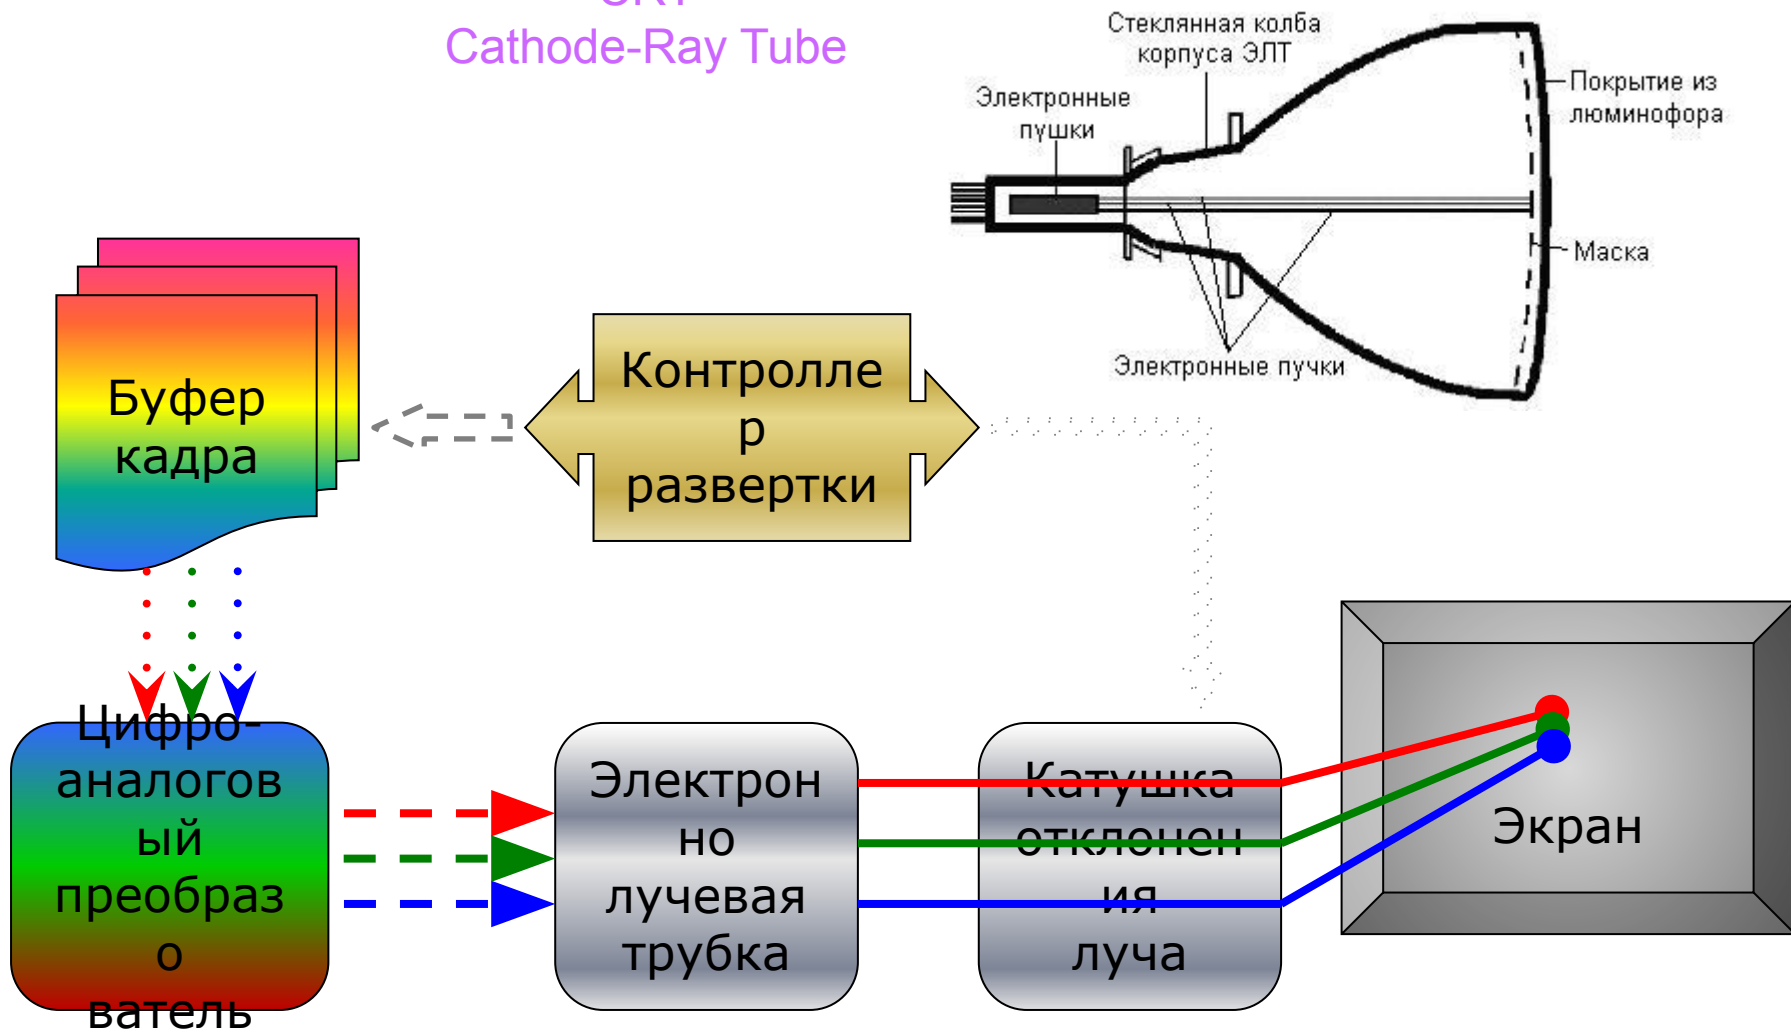 CRT
Cathode-Ray Tube
Стеклянная колба
корпуса ЭЛТ
Электронные
пушки
Покрытие из
люминофора
Маска
Электронные пучки
Буфер
кадра
Контролле
р
развертки
Цифро-
аналогов
ый
преобраз
о
ватель
Электрон
но
лучевая
трубка
Катушка
отклонен
ия
луча
Экран